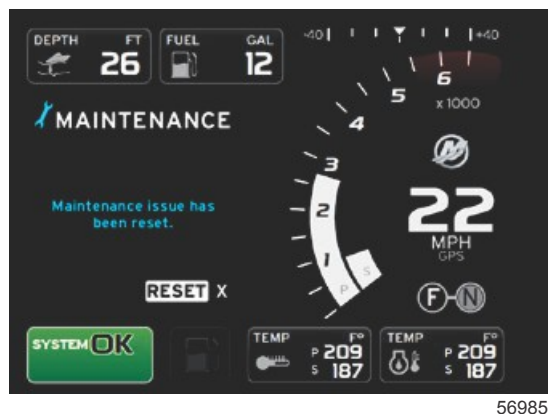 DEPTH FT
26
FUEL GAL
12
-40 +40
6
5
4
3
2
1
x 1000
P S
MAINTENANCE
Maintenance issue has
been reset.
RESET X
22
MPH
GPS
F N
SYSTEM OK
TEMP F°
P 209
S 187
TEMP F°
P 209
S 187
56985